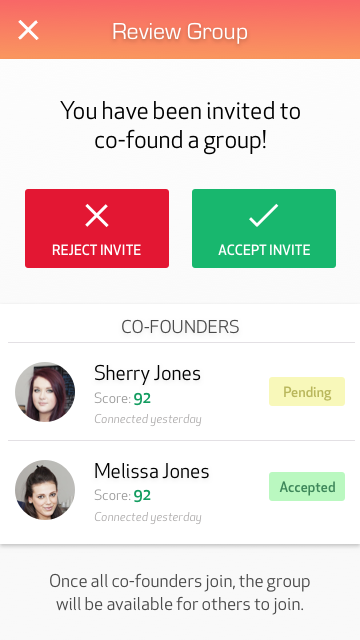 Review Group
You have been invited to
co-found a group!
REJECT INVITE
ACCEPT INVITE
CO-FOUNDERS
Sherry Jones
Score: 92
Connected yesterday
Pending
Melissa Jones
Score: 92
Connected yesterday
Accepted
Once all co-founders join, the group
will be available for others to join.